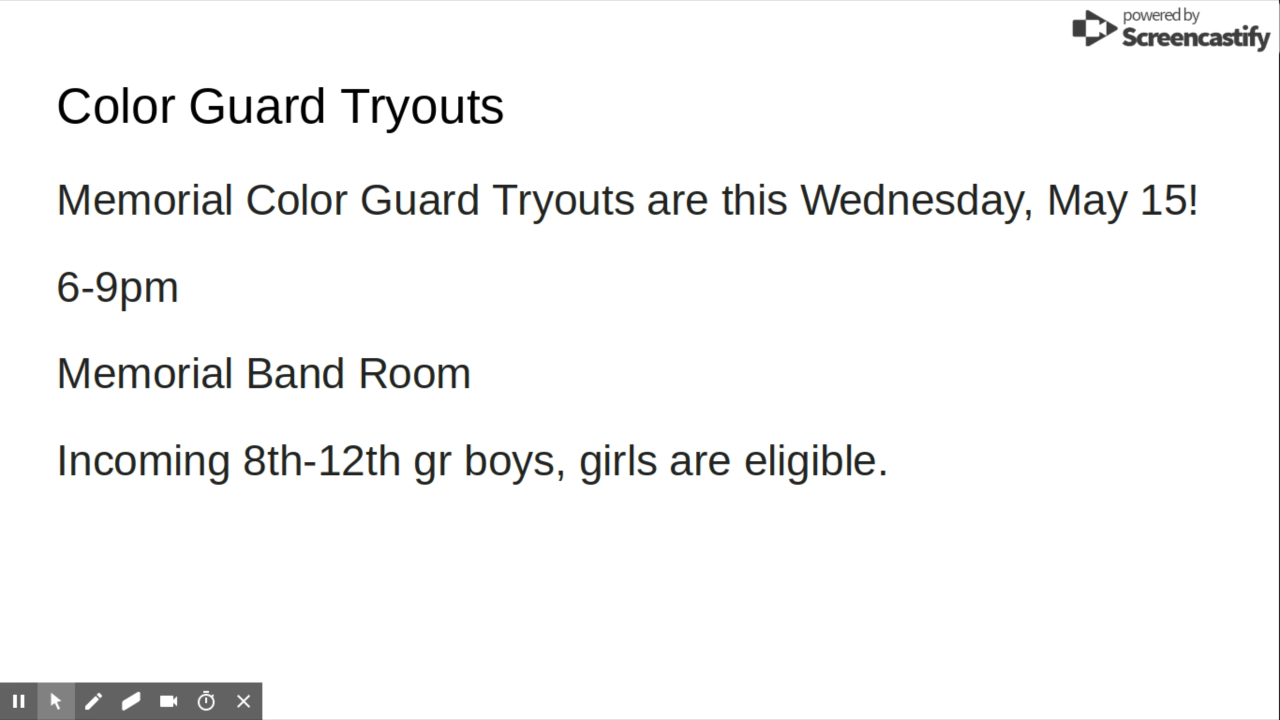 powered by
Screencastify
Color Guard Tryouts
Memorial Color Guard Tryouts are this Wednesday, May 15!
6-9pm
Memorial Band Room
Incoming 8th-12th gr boys, girls are eligible.